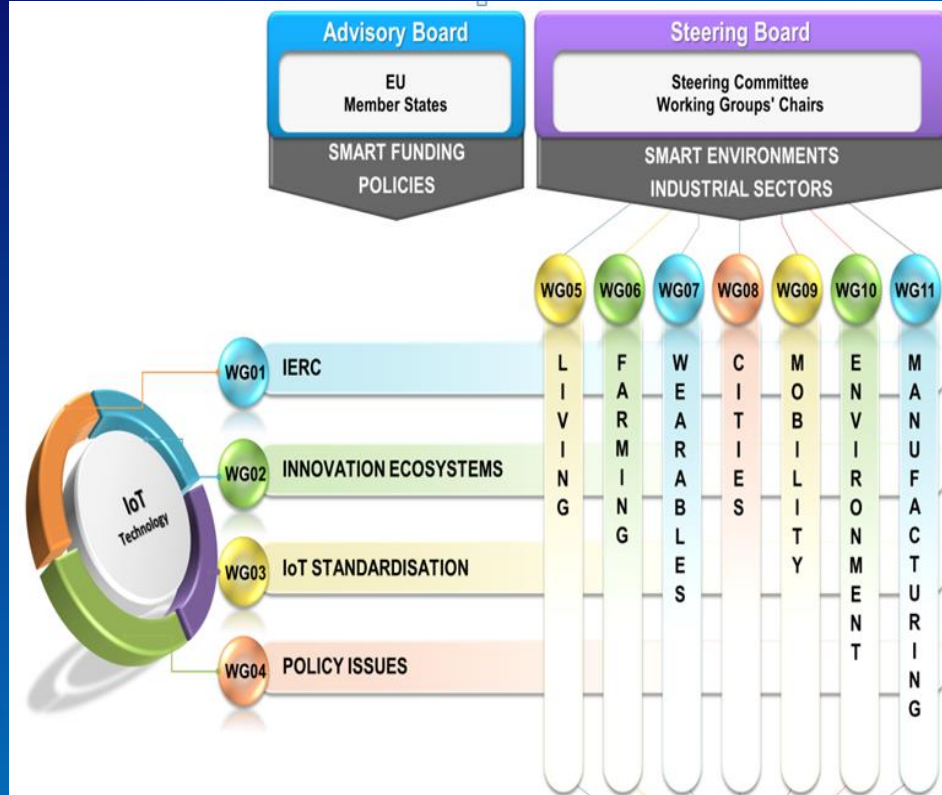 Advisory Board
EU
Member States
SMART FUNDING
POLICIES
Steering Board
Steering Committee
Working Groups' Chairs
SMART ENVIRONMENTS
INDUSTRIAL SECTORS
WG05
WG06
WG07
WG08
WG09
WG10
WG11
LIVING
FARMING
WEARABLES
CITIES
MOBILITY
ENVIRONMENT
MANUFACTURING
IoT
Technology
WG01 IERC
WG02 INNOVATION ECOSYSTEMS
WG03 IoT STANDARDISATION
WG04 POLICY ISSUES